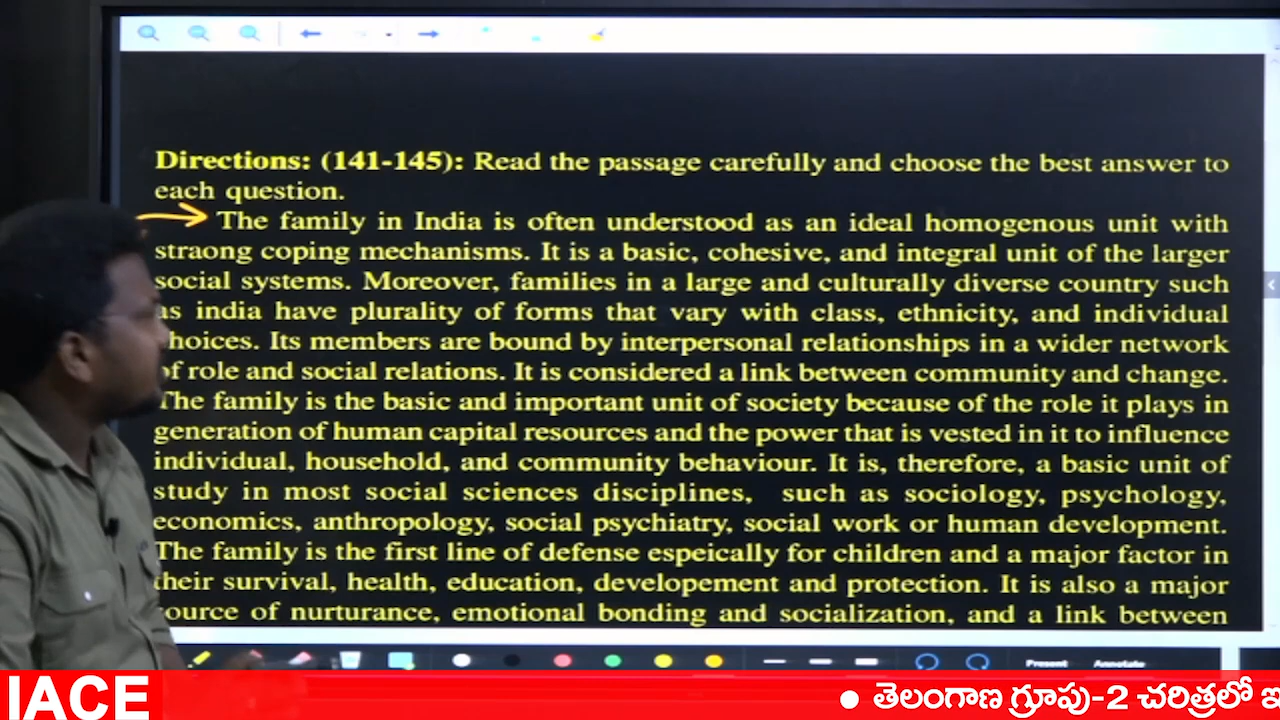 Directions: (141-145): Read the passage carefully and choose the best answer to
each question.
The family in India is often understood as an ideal homogenous unit with
straong coping mechanisms. It is a basic, cohesive, and integral unit of the larger
social systems. Moreover, families in a large and culturally diverse country such
as india have plurality of forms that vary with class, ethnicity, and individual
choices. Its members are bound by interpersonal relationships in a wider network
of role and social relations. It is considered a link between community and change.
The family is the basic and important unit of society because of the role it plays in
generation of human capital resources and the power that is vested in it to influence
individual, household, and community behaviour. It is, therefore, a basic unit of
study in most social sciences disciplines, such as sociology, psychology,
economics, anthropology, social psychiatry, social work or human development.
The family is the first line of defense espeically for children and a major factor in
their survival, health, education, developement and protection. It is also a major
source of nurturance, emotional bonding and socialization, and a link between
Present Annotate
IACE
● తెలంగాణ గ్రూపు-2 చరిత్రలో